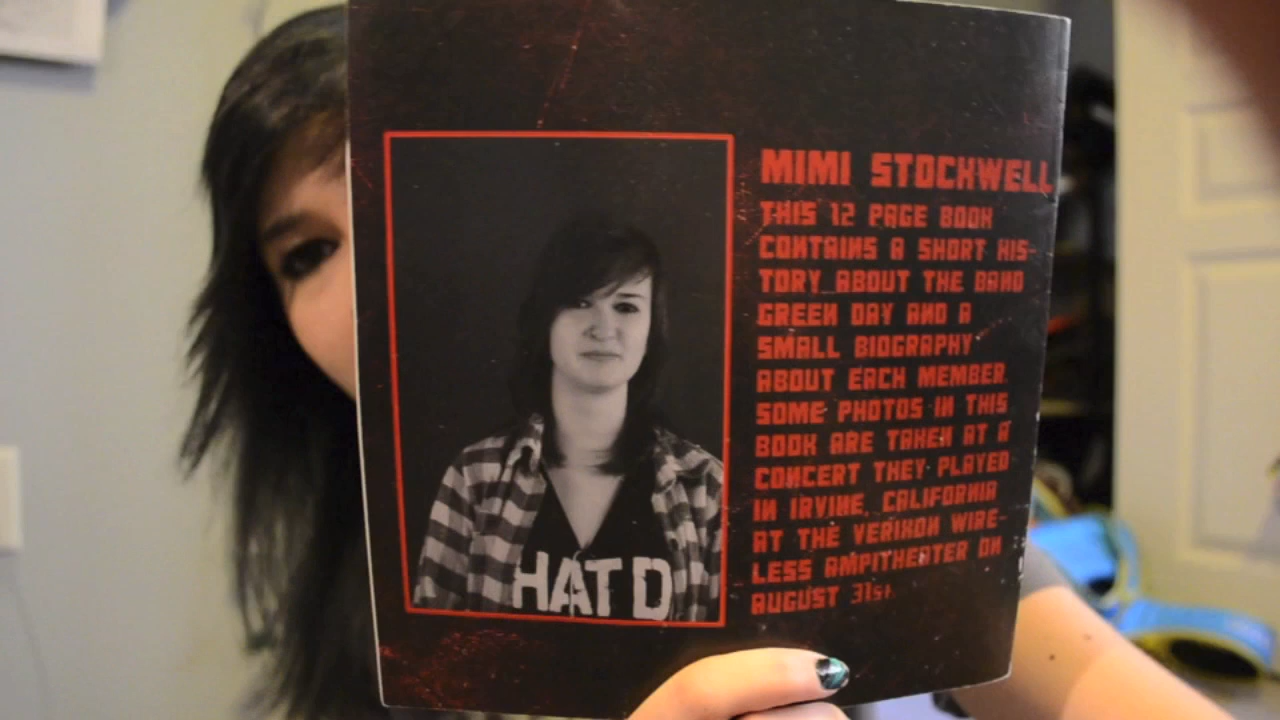 MIMI STOCKWELL
THIS 12 PAGE BOOK
CONTAINS A SHORT HIS-
TORY ABOUT THE BAND
GREEN DAY AND A
SMALL BIOGRAPHY
ABOUT EACH MEMBER.
SOME PHOTOS IN THIS
BOOK ARE TAKEN AT A
CONCERT THEY PLAYED
IN IRVINE, CALIFORNIA
AT THE VERIXON WIRE-
LESS AMPITHEATER ON
AUGUST 31st.
HAT D